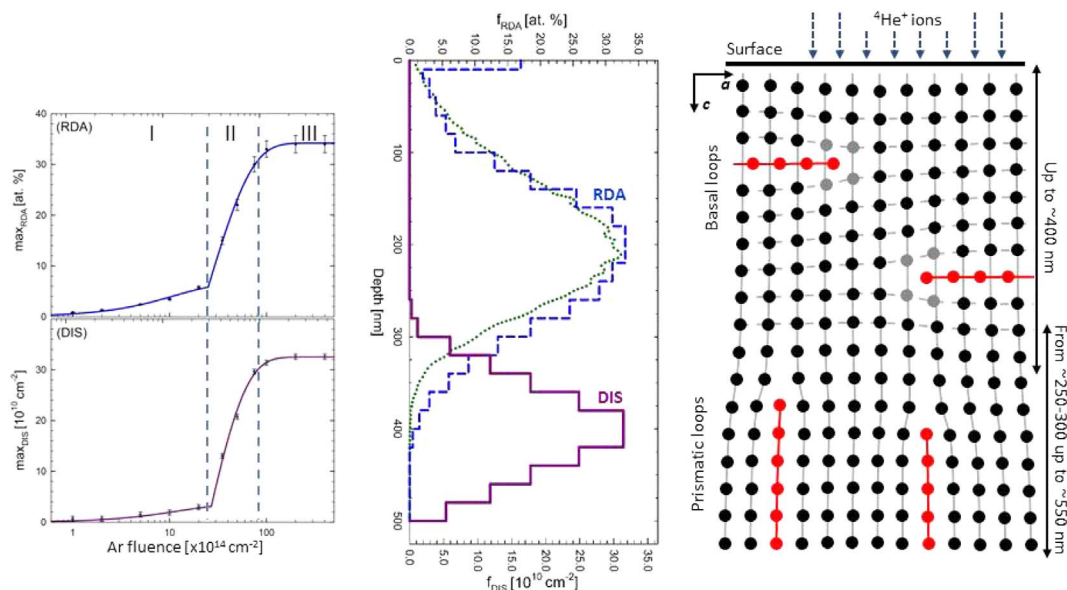 (RDA)
I
II
III
40
30
20
10
0
max_RDA [at. %]
(DIS)
30
20
10
0
max_DIS [10^10 cm^-2]
1
10
100
Ar fluence [x10^14 cm^-2]
f_RDA [at. %]
0.0
5.0
10.0
15.0
20.0
25.0
30.0
35.0
0
100
200
300
400
500
Depth [nm]
RDA
DIS
0.0
5.0
10.0
15.0
20.0
25.0
30.0
35.0
f_DIS [10^10 cm^-2]
^4He^+ ions
Surface
a
c
Basal loops
Up to ~400 nm
Prismatic loops
From ~250-300 up to ~550 nm